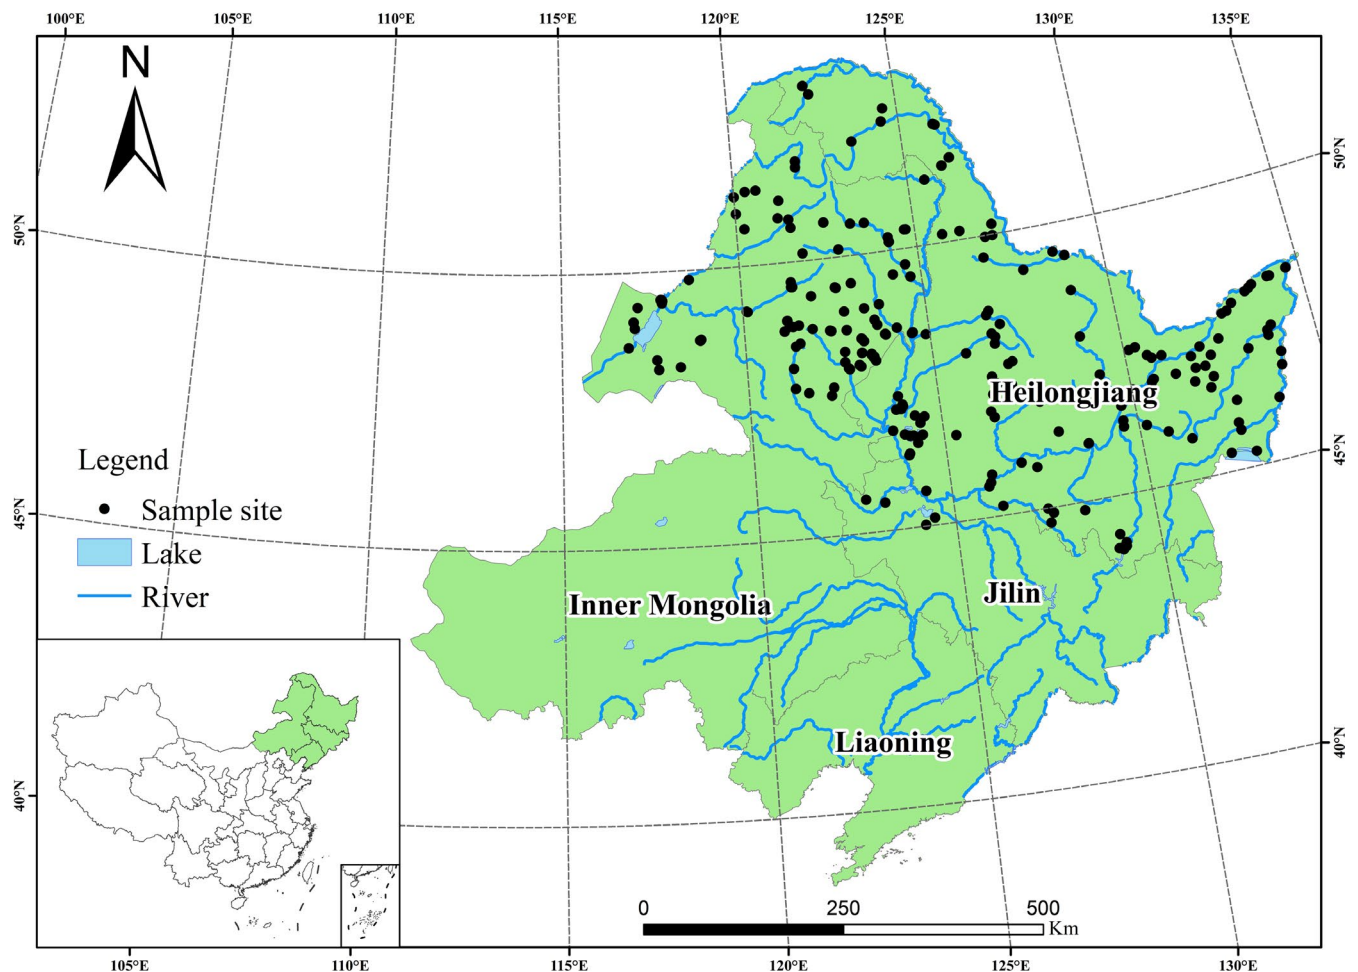 100°E 105°E 110°E 115°E 120°E 125°E 130°E 135°E
N
50°N
50°N
Heilongjiang
45°N
Legend
Sample site
45°N
Lake
River
Inner Mongolia
Jilin
Liaoning
40°N
40°N
0 250 500
Km
105°E 110°E 115°E 120°E 125°E 130°E